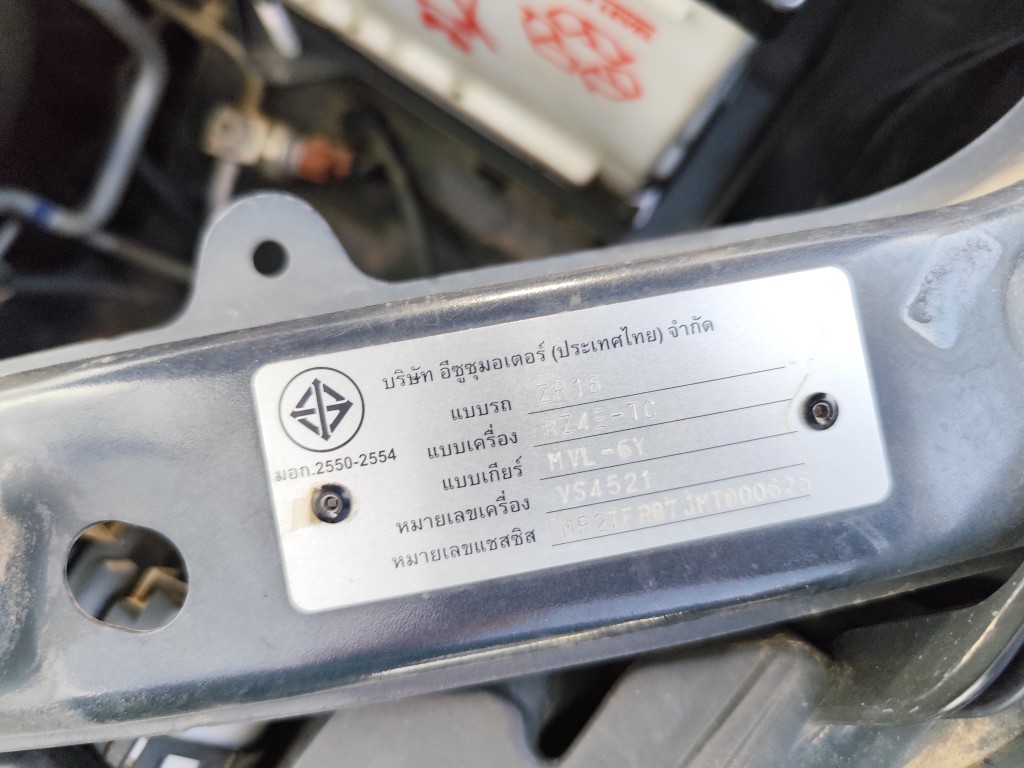 บริษัท อีซูซุมอเตอร์ (ประเทศไทย) จำกัด
แบบรถ
แบบเครื่อง RZ4E-TC
แบบเกียร์ MVL-6Y
หมายเลขเครื่อง VS4521
หมายเลขแชสซิส
มอก.2550-2554